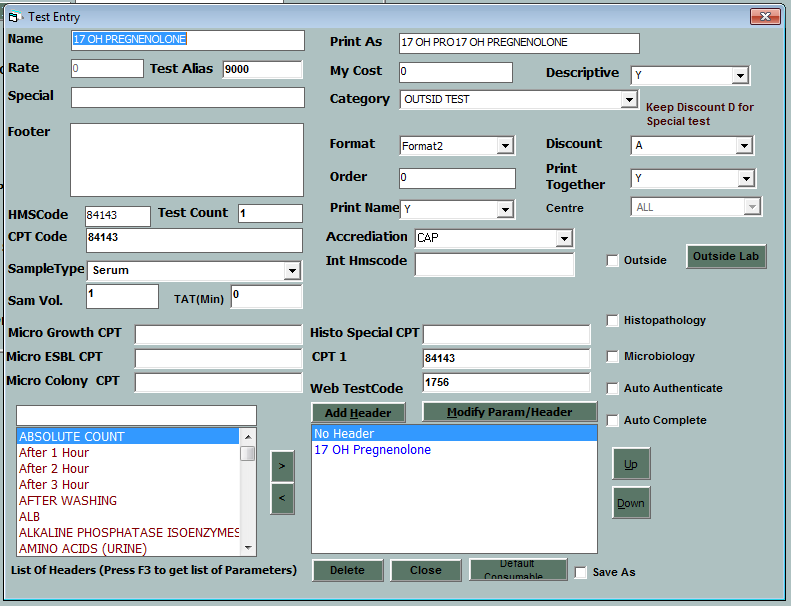 Test Entry
Name 17 OH PREGNENOLONE Print As 17 OH PRO17 OH PREGNENOLONE
Rate 0 Test Alias 9000 My Cost 0 Descriptive Y
Special Category OUTSID TEST Keep Discount D for
Special test
Footer Format Format2 Discount A
Order 0 Print
Together Y
HMSCode 84143 Test Count 1 Print Name Y Centre ALL
CPT Code 84143 Accrediation CAP
SampleType Serum Int Hmscode Outside Outside Lab
Sam Vol. 1 TAT(Min) 0
Micro Growth CPT Histo Special CPT Histopathology
Micro ESBL CPT CPT 1 84143 Microbiology
Micro Colony CPT Web TestCode 1756 Auto Authenticate
Add Header Modify Param/Header Auto Complete
ABSOLUTE COUNT
After 1 Hour
After 2 Hour
After 3 Hour
AFTER WASHING
ALB
ALKALINE PHOSPHATASE ISOENZYMES
AMINO ACIDS (URINE)
>
<
No Header
17 OH Pregnenolone
Up
Down
List Of Headers (Press F3 to get list of Parameters) Delete Close Default
Consumable Save As